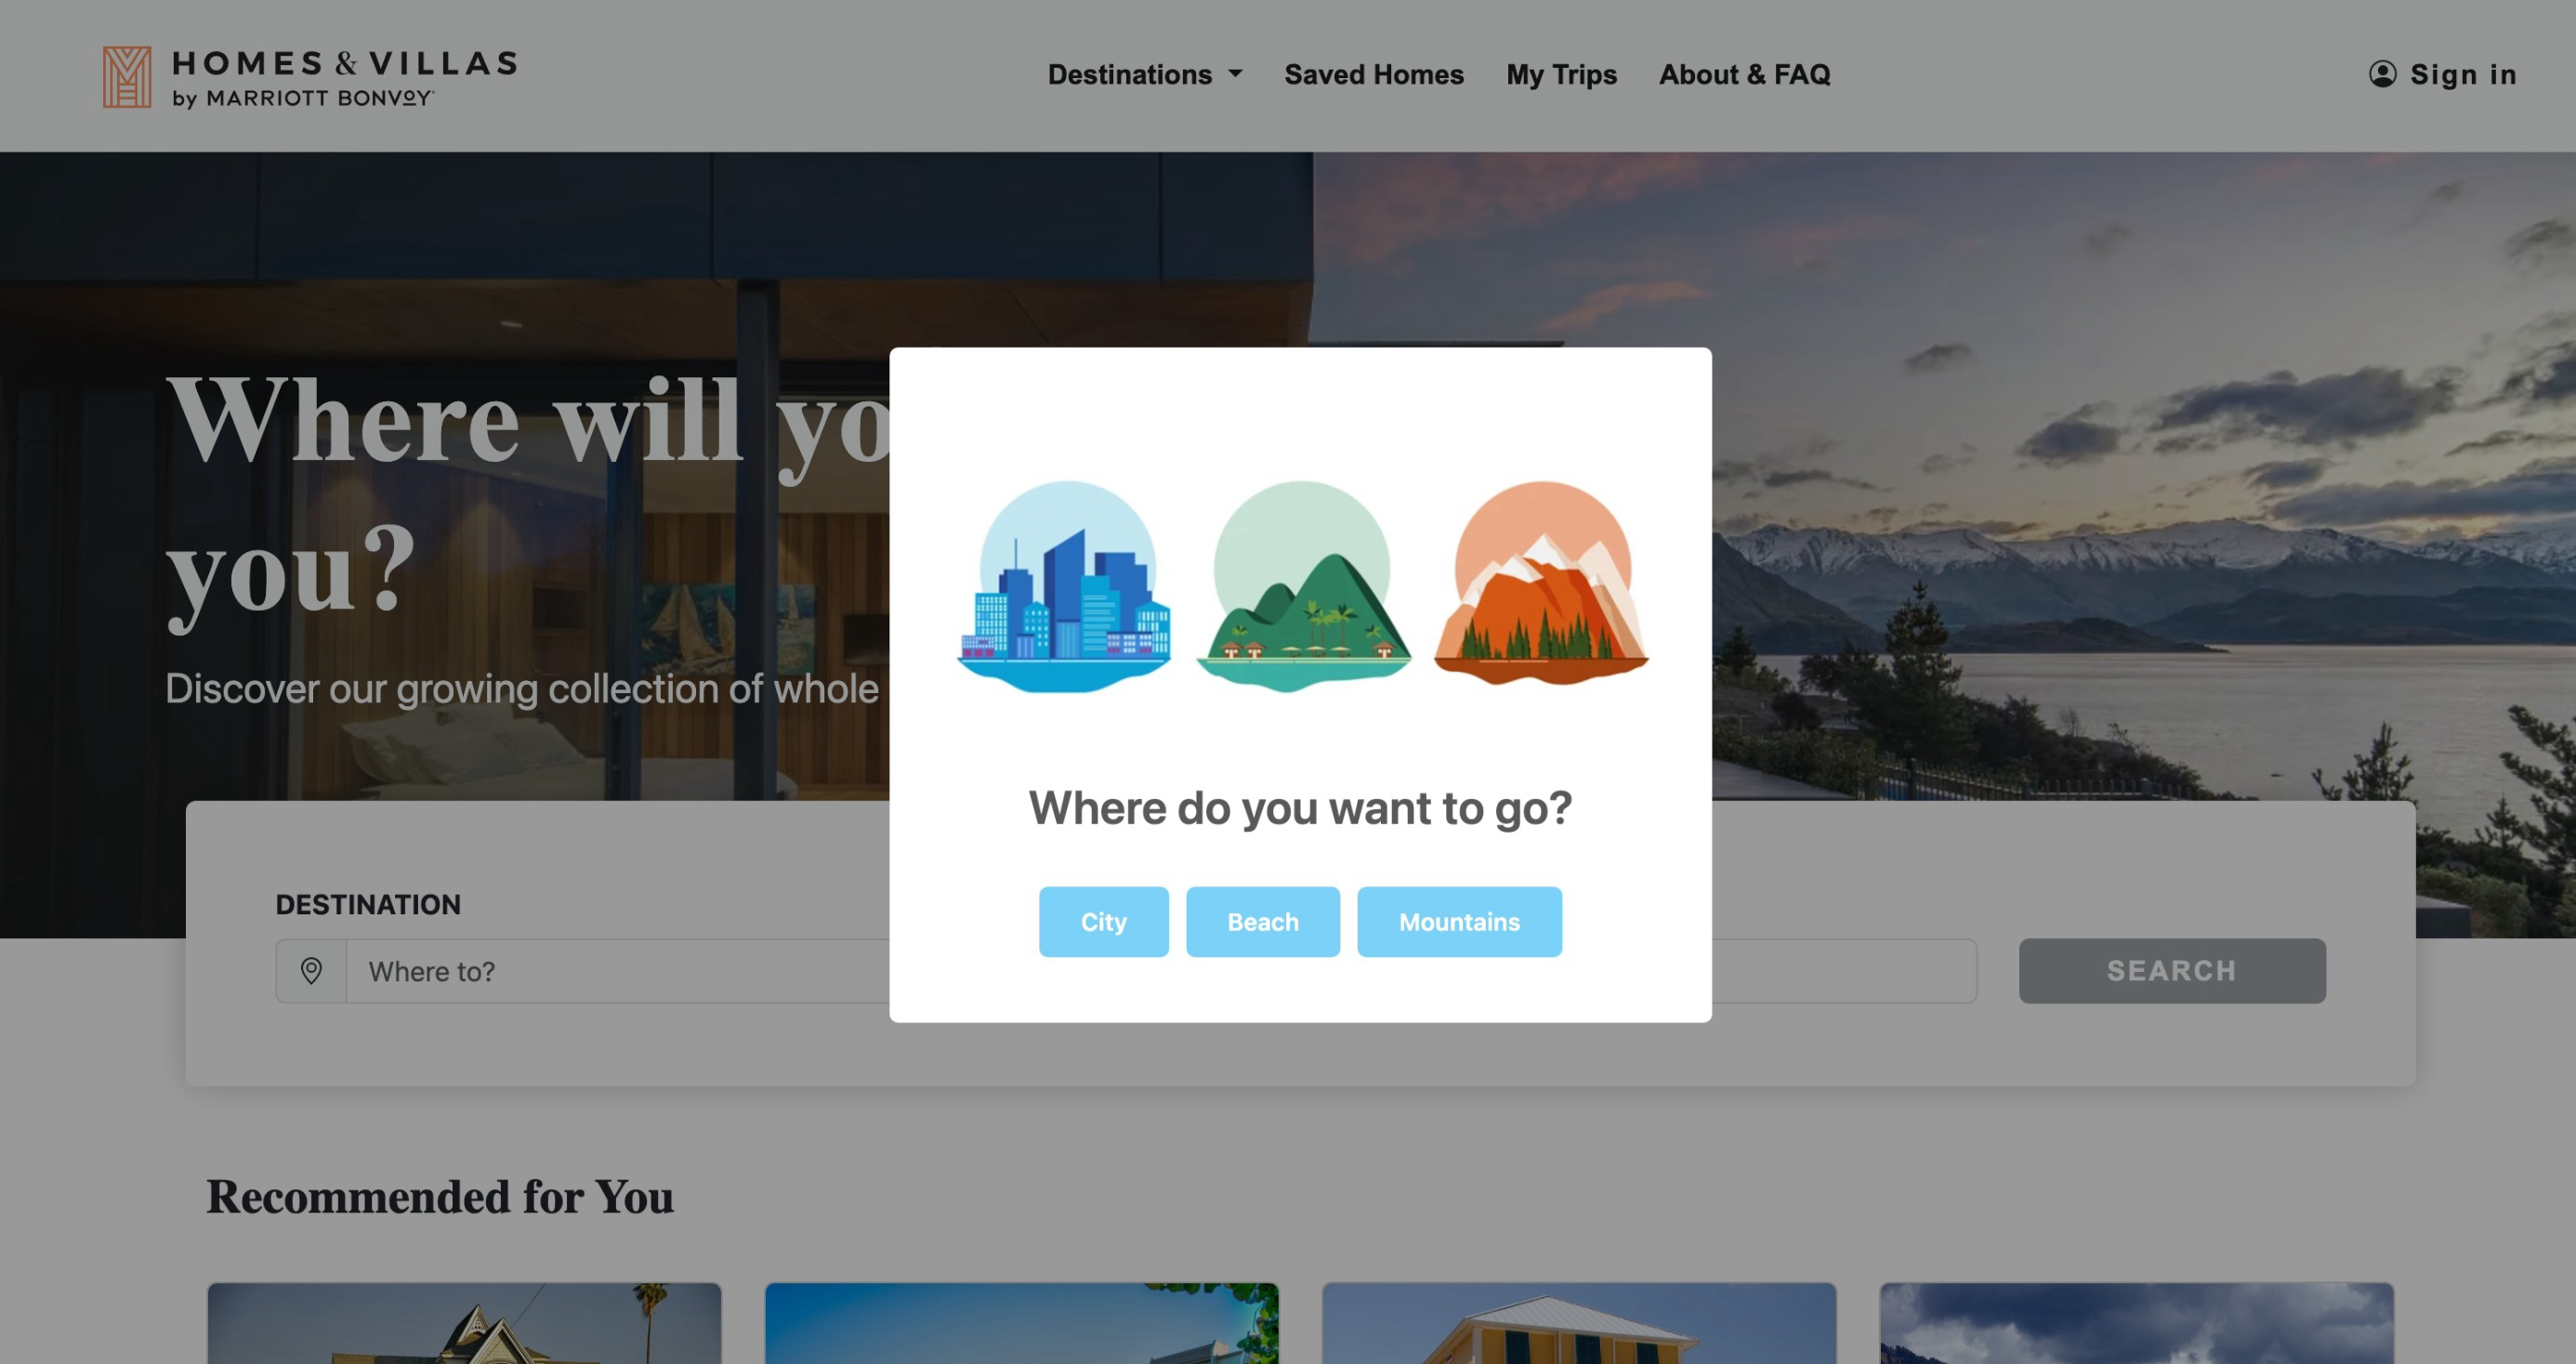 HOMES & VILLAS
by MARRIOTT BONVOY
Destinations
Saved Homes
My Trips
About & FAQ
Sign in
Where will yo
you?
Discover our growing collection of whole
Where do you want to go?
City
Beach
Mountains
DESTINATION
Where to?
SEARCH
Recommended for You